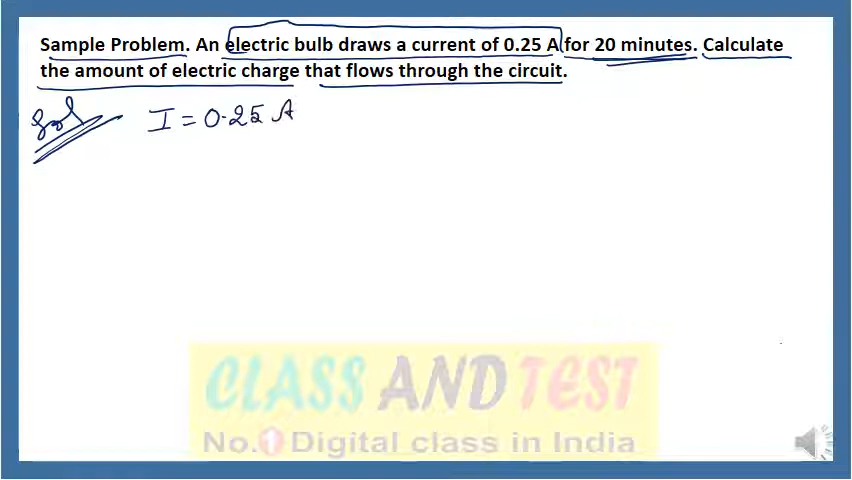 Sample Problem. An electric bulb draws a current of 0.25 A for 20 minutes. Calculate
the amount of electric charge that flows through the circuit.
Sol
I = 0.25 A
CLASS AND TEST
No.1 Digital class in India